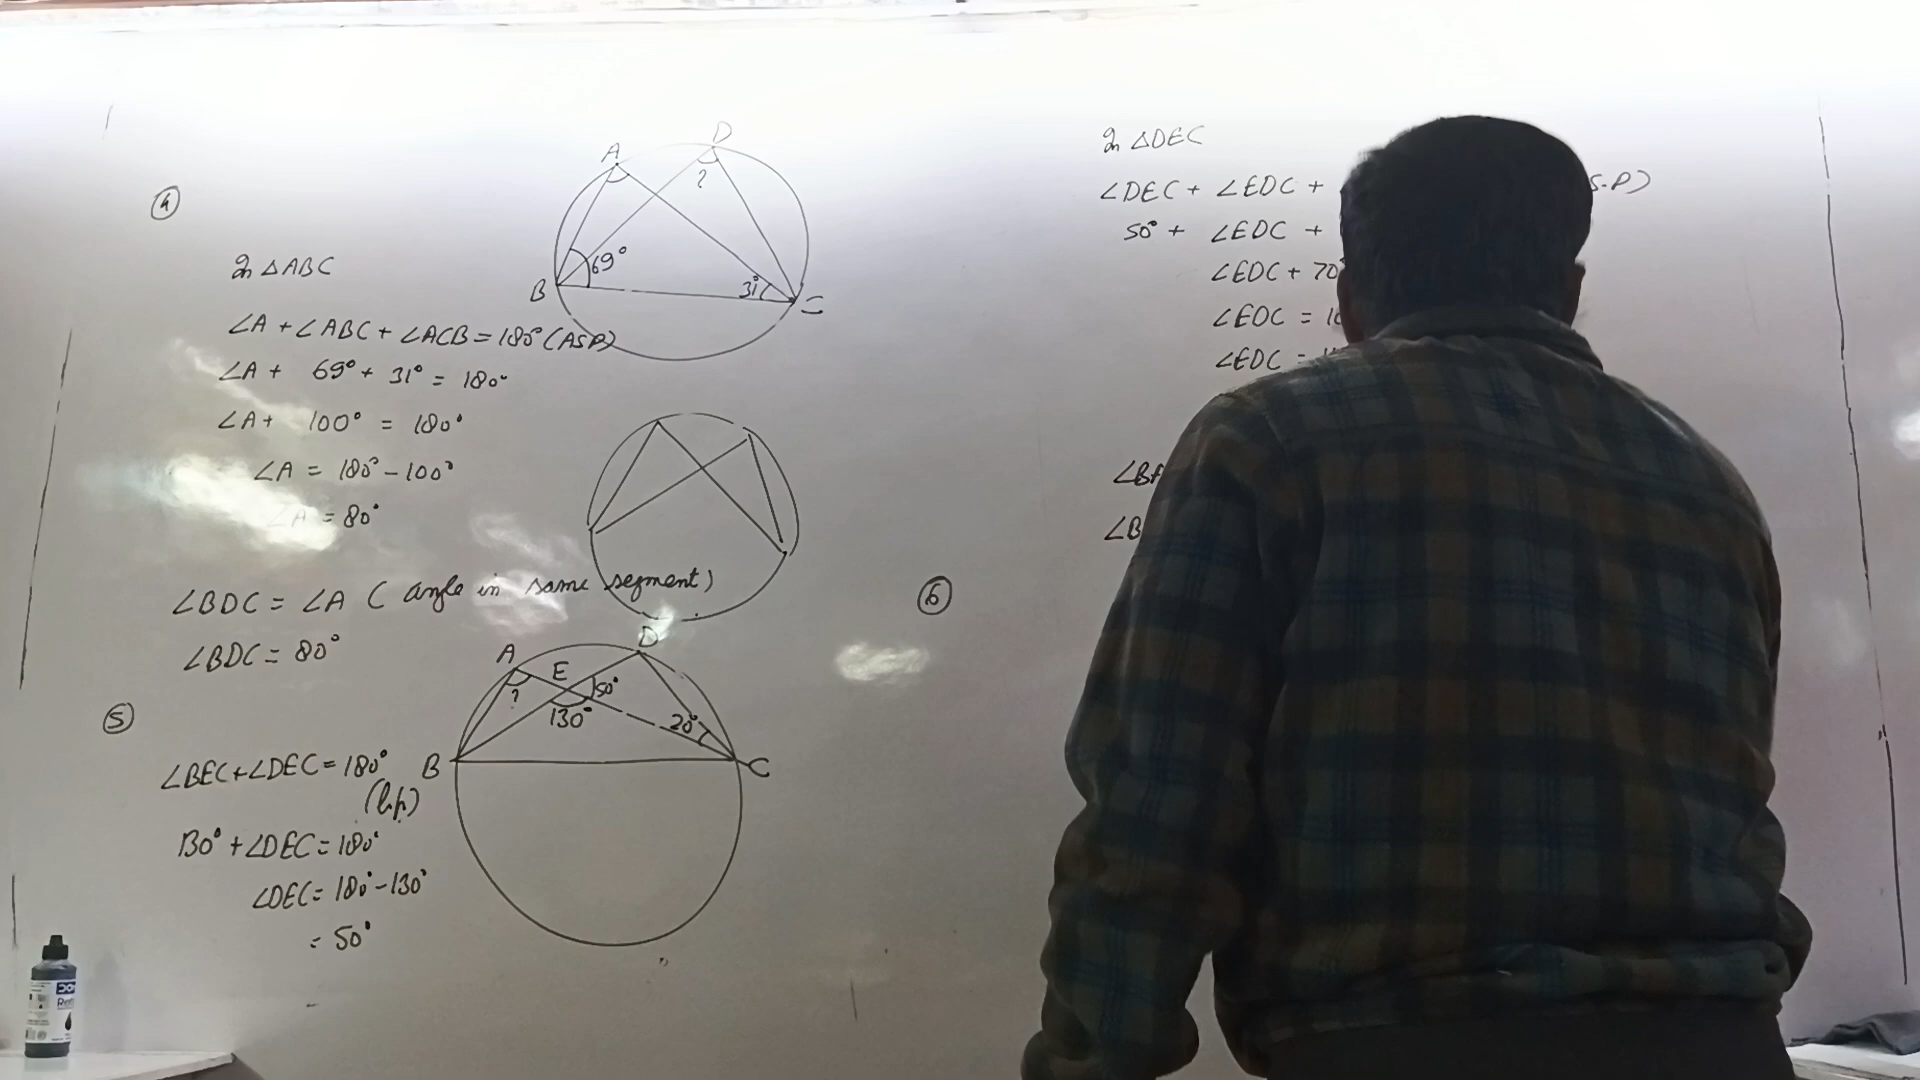 4
In △ABC
∠A + ∠ABC + ∠ACB = 180° (ASP)
∠A + 69° + 31° = 180°
∠A + 100° = 180°
∠A = 180° - 100°
∠A = 80°
∠BDC = ∠A ( angle in same segment)
∠BDC = 80°
A
D
?
69°
31°
B
C
5
∠BEC + ∠DEC = 180°
(l.p)
130° + ∠DEC = 180°
∠DEC = 180° - 130°
= 50°
A
E
D
?
50°
130°
20°
B
C
In △DEC
∠DEC + ∠EDC + S.P)
50° + ∠EDC +
∠EDC + 70
∠EDC =
∠EDC =
∠BA
∠B
6